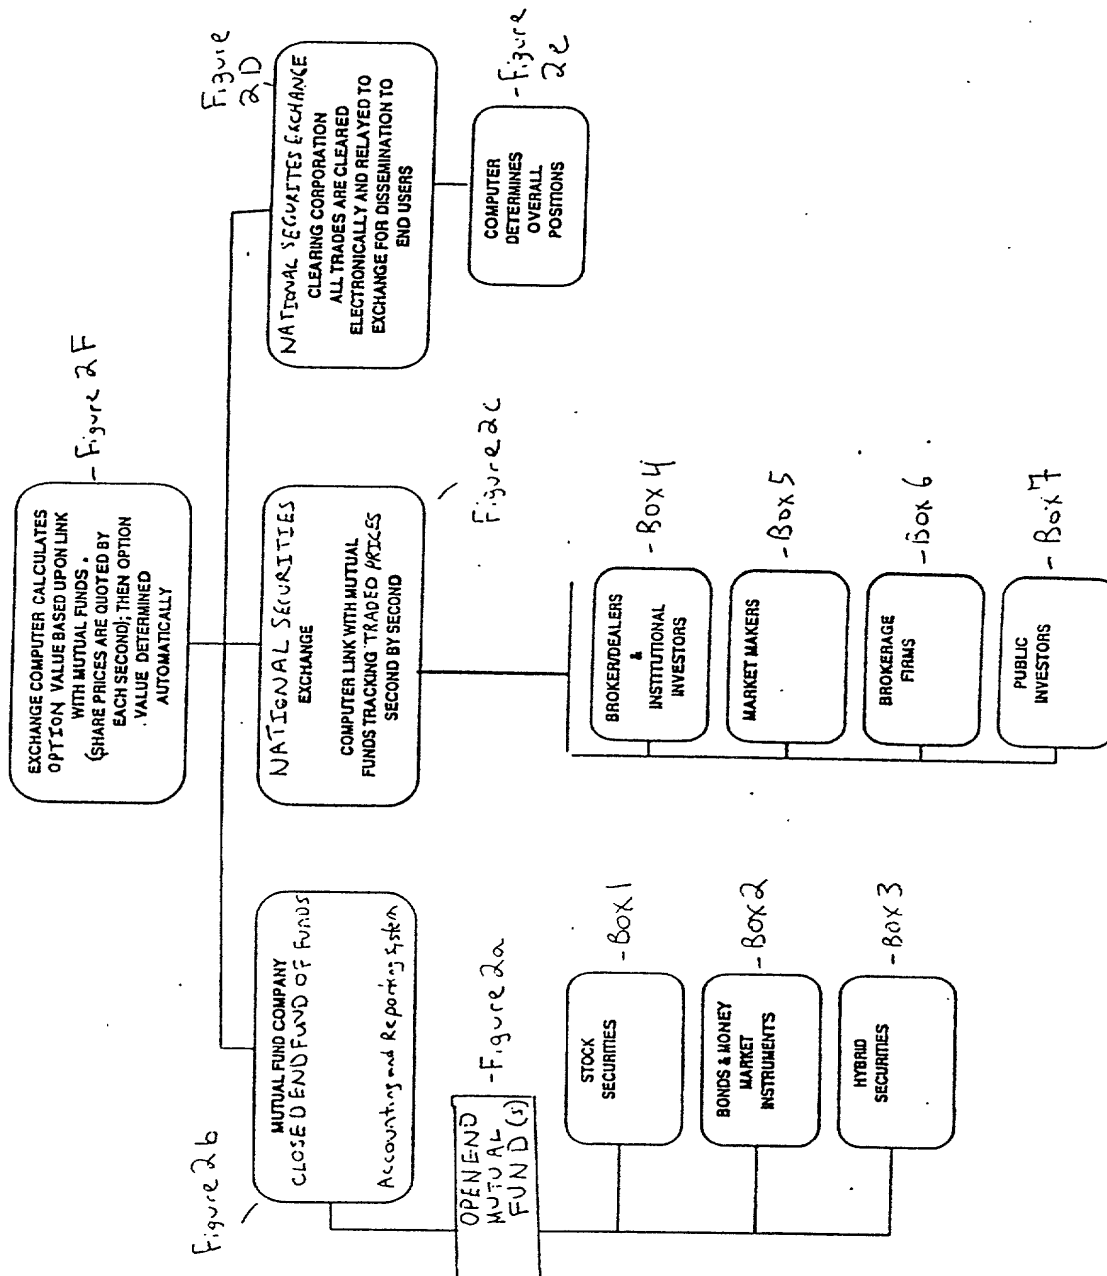 EXCHANGE COMPUTER CALCULATES
OPTION VALUE BASED UPON LINK
WITH MUTUAL FUNDS.
(SHARE PRICES ARE QUOTED BY
EACH SECOND); THEN OPTION
VALUE DETERMINED
AUTOMATICALLY
- Figure 2F
Figure 2b
MUTUAL FUND COMPANY
CLOSED END FUND OF FUNDS
Accounting and Reporting System
OPEN END
MUTUAL
FUND(s)
- Figure 2a
STOCK
SECURITIES
- Box 1
BONDS & MONEY
MARKET
INSTRUMENTS
- Box 2
HYBRID
SECURITIES
- Box 3
NATIONAL SECURITIES
EXCHANGE
COMPUTER LINK WITH MUTUAL
FUNDS TRACKING TRADED PRICES
SECOND BY SECOND
Figure 2c
BROKER/DEALERS
&
INSTITUTIONAL
INVESTORS
- Box 4
MARKET MAKERS
- Box 5
BROKERAGE
FIRMS
- Box 6
PUBLIC
INVESTORS
- Box 7
Figure
2D
NATIONAL SECURITES EXCHANGE
CLEARING CORPORATION
ALL TRADES ARE CLEARED
ELECTRONICALLY AND RELAYED TO
EXCHANGE FOR DISSEMINATION TO
END USERS
COMPUTER
DETERMINES
OVERALL
POSITIONS
- Figure
2e